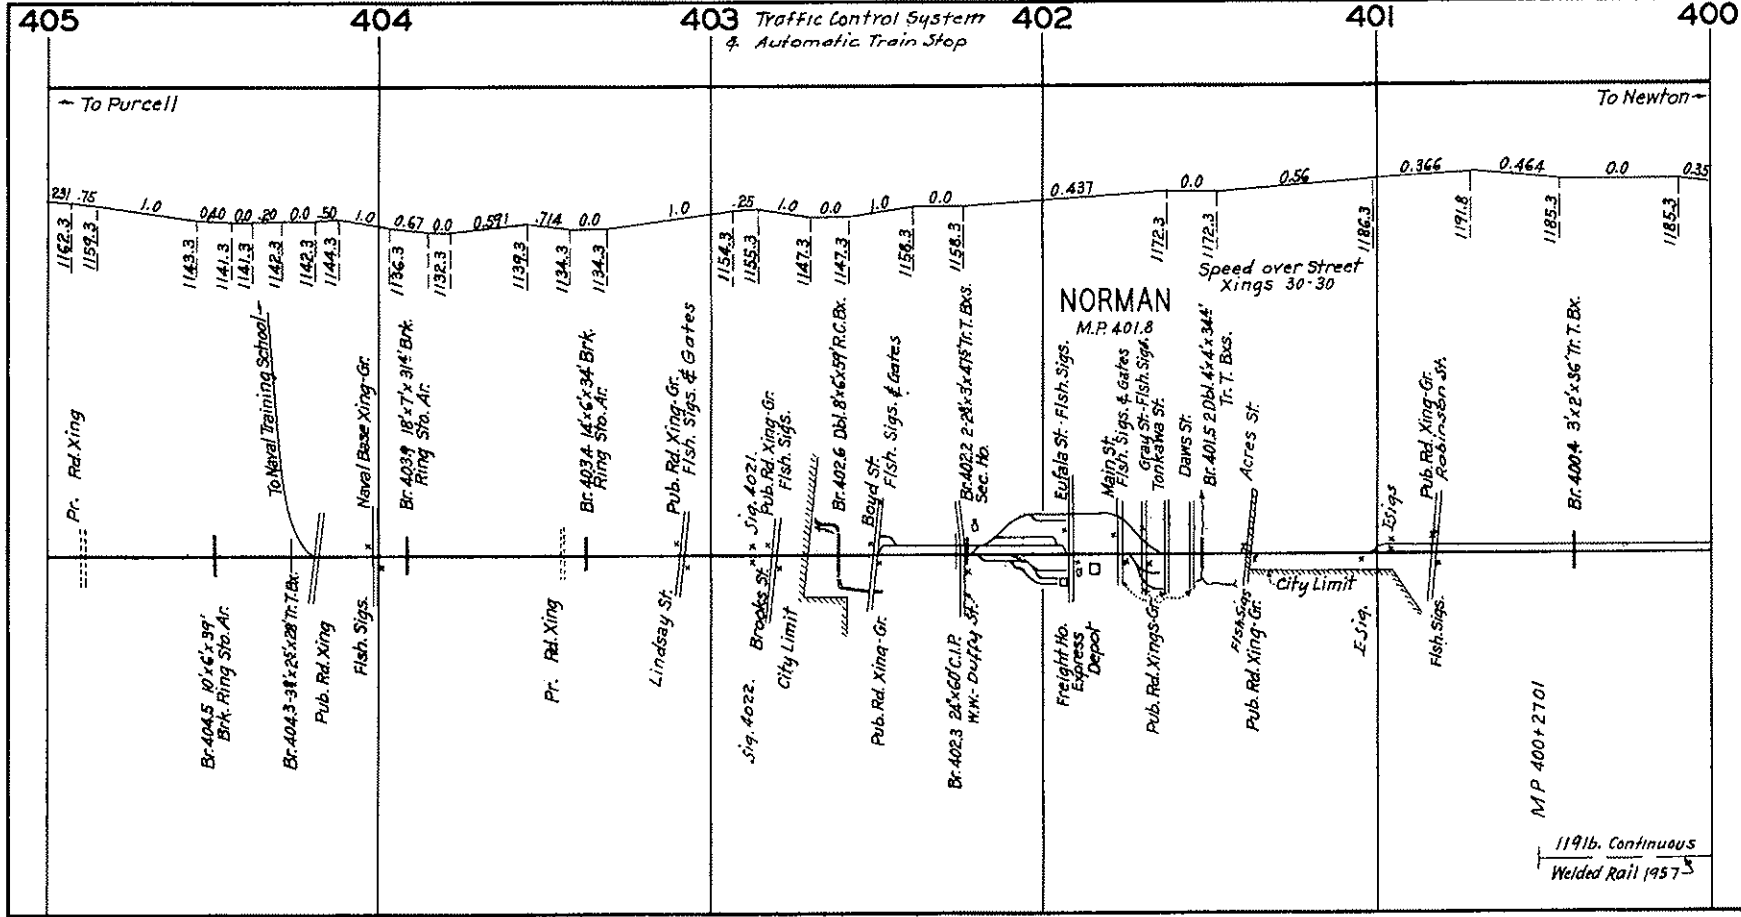 405
404
403
Traffic Control System
& Automatic Train Stop
402
401
400
← To Purcell
To Newton →
.231
.75
1.0
0.40
0.0
.20
0.0
.50
1.0
0.67
0.0
0.591
.714
0.0
1.0
.25
1.0
0.0
1.0
0.0
0.437
0.0
0.56
0.366
0.464
0.0
0.35
1162.3
1159.3
1143.3
1141.3
1141.3
1142.3
1142.3
1144.3
1136.3
1132.3
1139.3
1134.3
1134.3
1154.3
1155.3
1147.3
1147.3
1158.3
1158.3
1172.3
1172.3
1186.3
1191.8
1185.3
1185.3
Speed over Street
Xings 30-30
NORMAN
M.P. 401.8
Pr. Rd. Xing
To Naval Training School →
Naval Base Xing-Gr.
Br. 403.9 18'x7'x31.4' Brk.
Ring Sto. Ar.
Br. 403.4 14'x6'x34' Brk.
Ring Sto. Ar.
Pub. Rd. Xing-Gr.
Flsh. Sigs. & Gates
Sig. 4021.
Pub. Rd. Xing-Gr.
Flsh. Sigs.
Br. 402.6 Dbl. 8'x6'x59' R.C. Bx.
Boyd St.
Flsh. Sigs. & Gates
Sec. Ho.
Eufala St.-Flsh. Sigs.
Main St.
Flsh. Sigs. & Gates
Gray St-Flsh. Sigs.
Tonkawa St.
Daws St.
Br. 401.5 2 Dbl. 4'x4'x34.4'
Tr. T. Bxs.
Acres St.
I-Sigs
Pub. Rd. Xing-Gr.
Robinson St.
Br. 400.4 3'x2'x36' Tr. T. Bx.
Br. 404.5 10'x6'x39'
Brk. Ring Sto. Ar.
Pub. Rd. Xing
Flsh. Sigs.
Pr. Rd. Xing
Lindsay St.
Sig. 4022.
Brooks St.
City Limit
Pub. Rd. Xing-Gr.
Br. 402.3 24"x60' C.I.P.
W.W.-Duffy St.
Freight Ho.
Express
Depot
Pub. Rd. Xings-Gr.
Flsh. Sigs
Pub. Rd. Xing-Gr.
City Limit
I-Sig.
Flsh. Sigs.
M P 400+2701
119 lb. Continuous
Welded Rail 1957